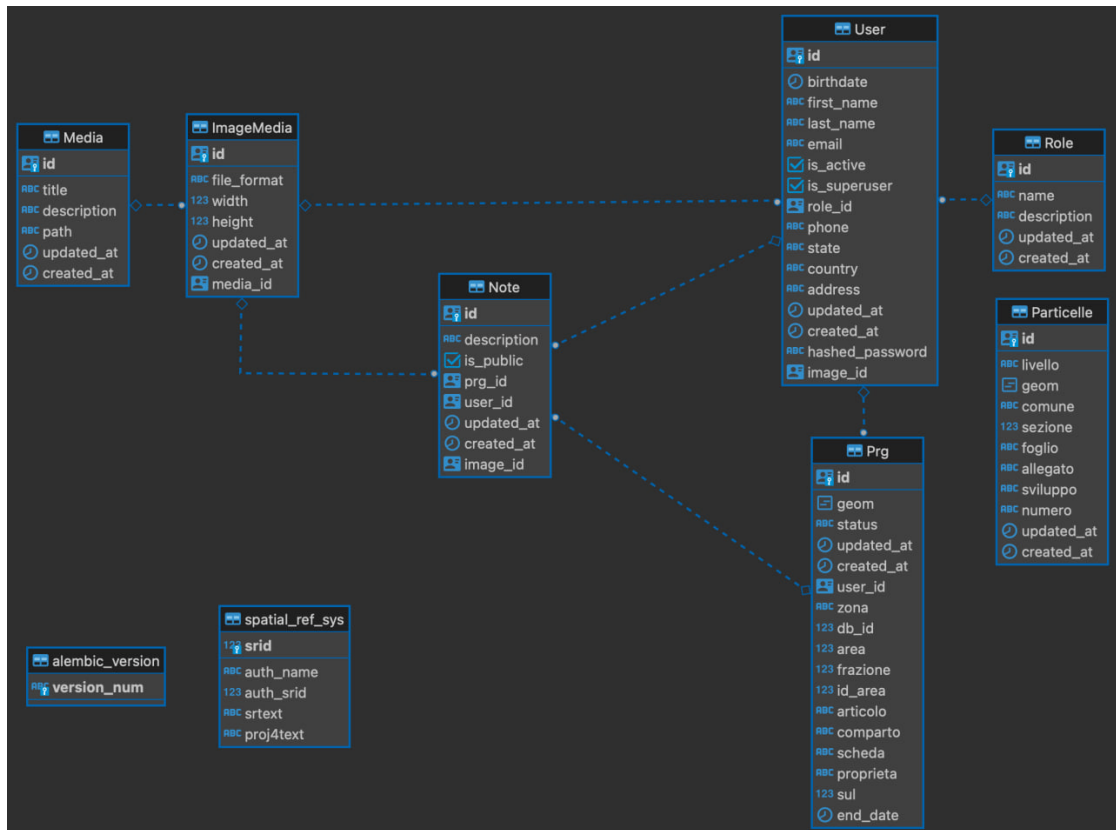 Media
id
title
description
path
updated_at
created_at
ImageMedia
id
file_format
width
height
updated_at
created_at
media_id
User
id
birthdate
first_name
last_name
email
is_active
is_superuser
role_id
phone
state
country
address
updated_at
created_at
hashed_password
image_id
Role
id
name
description
updated_at
created_at
Note
id
description
is_public
prg_id
user_id
updated_at
created_at
image_id
Particelle
id
livello
geom
comune
sezione
foglio
allegato
sviluppo
numero
updated_at
created_at
Prg
id
geom
status
updated_at
created_at
user_id
zona
db_id
area
frazione
id_area
articolo
comparto
scheda
proprieta
sul
end_date
spatial_ref_sys
srid
auth_name
auth_srid
srtext
proj4text
alembic_version
version_num